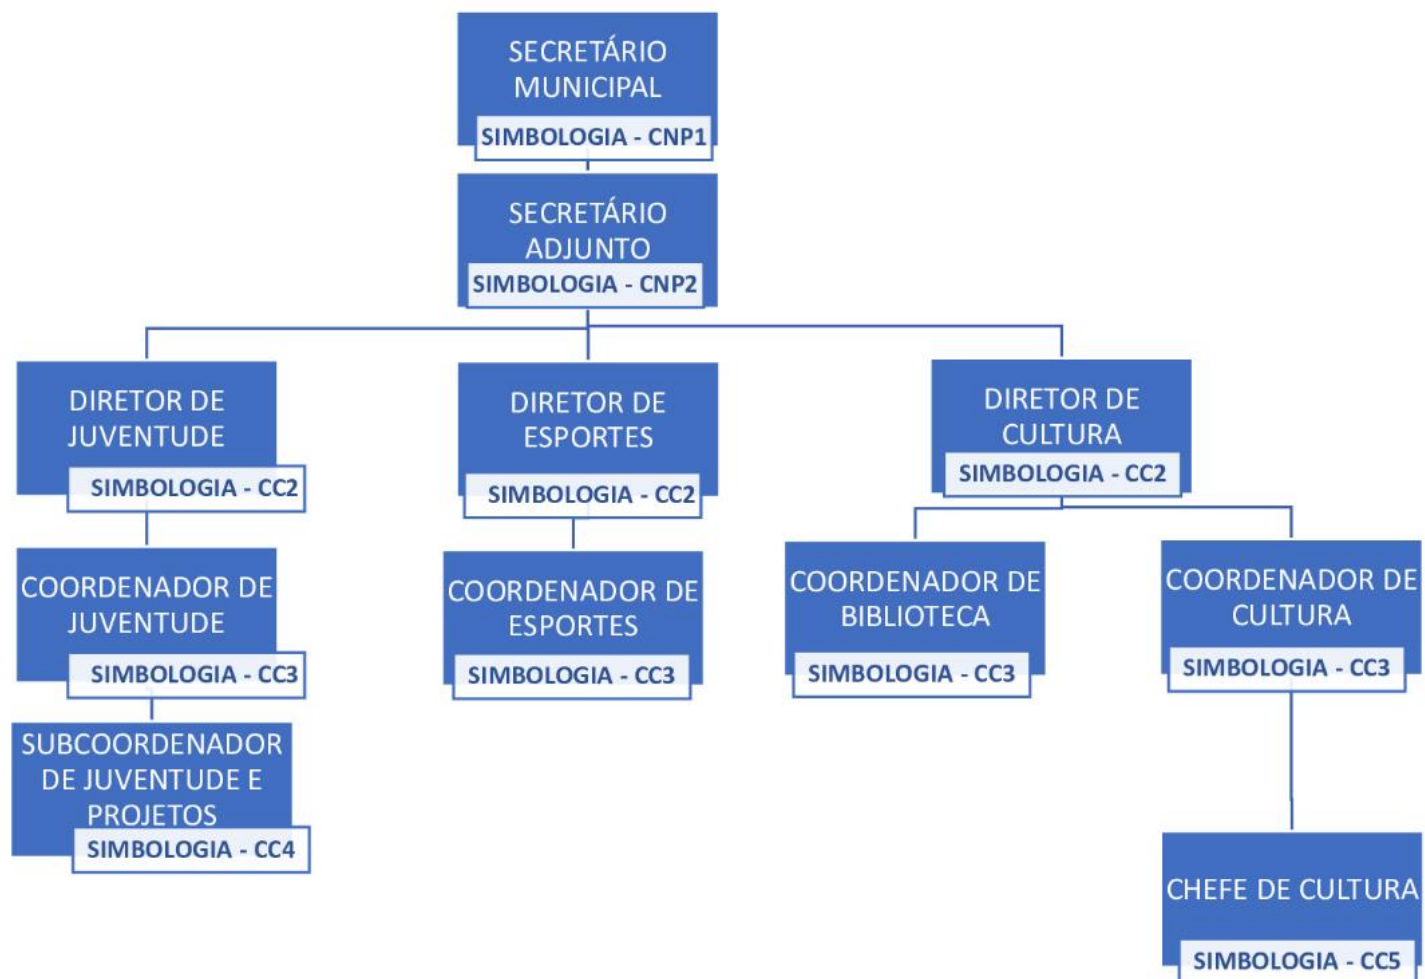 SECRETÁRIO
MUNICIPAL
SIMBOLOGIA - CNP1
SECRETÁRIO
ADJUNTO
SIMBOLOGIA - CNP2
DIRETOR DE
JUVENTUDE
SIMBOLOGIA - CC2
DIRETOR DE
ESPORTES
SIMBOLOGIA - CC2
DIRETOR DE
CULTURA
SIMBOLOGIA - CC2
COORDENADOR DE
JUVENTUDE
SIMBOLOGIA - CC3
COORDENADOR DE
ESPORTES
SIMBOLOGIA - CC3
COORDENADOR DE
BIBLIOTECA
SIMBOLOGIA - CC3
COORDENADOR DE
CULTURA
SIMBOLOGIA - CC3
SUBCOORDENADOR
DE JUVENTUDE E
PROJETOS
SIMBOLOGIA - CC4
CHEFE DE CULTURA
SIMBOLOGIA - CC5